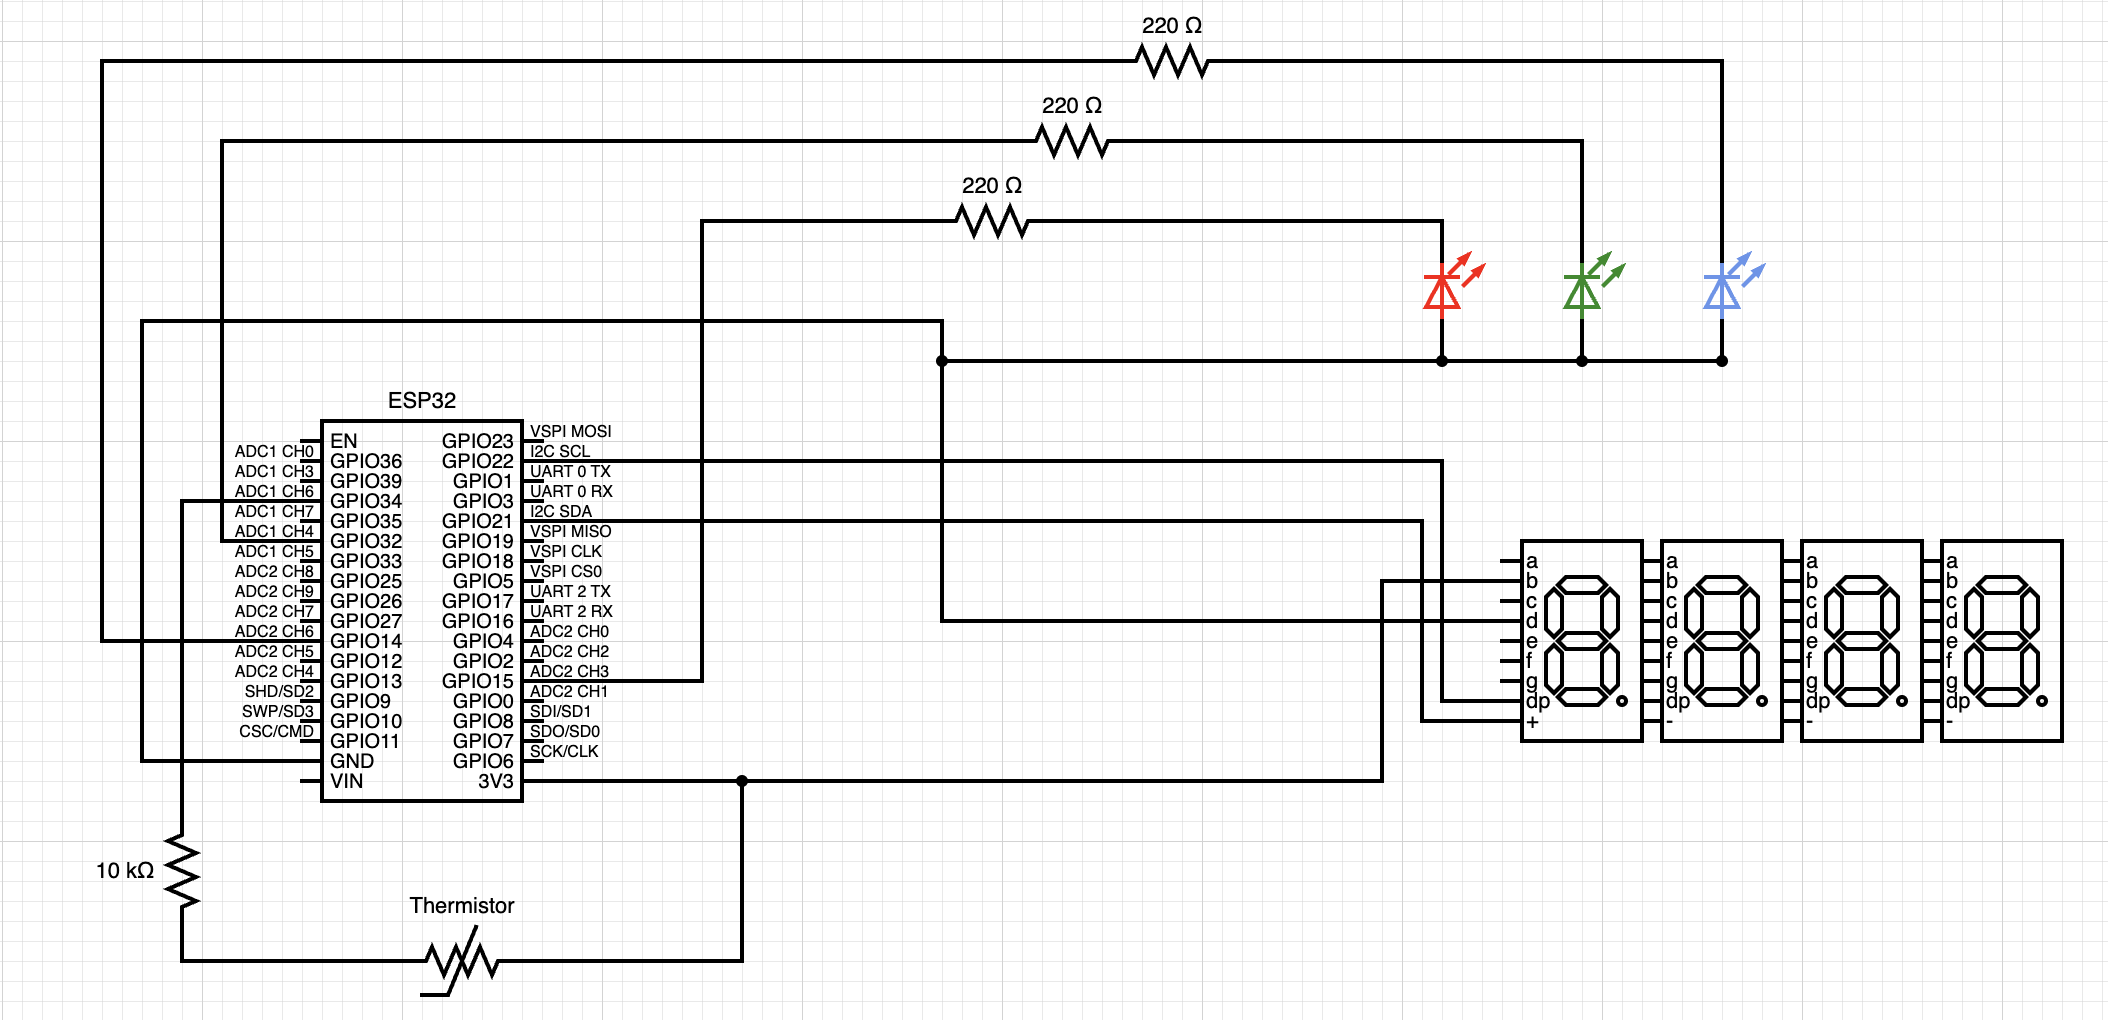 220 Ω
220 Ω
220 Ω
ESP32
EN
GPIO23
VSPI MOSI
ADC1 CH0
GPIO36
GPIO22
I2C SCL
ADC1 CH3
GPIO39
GPIO1
UART 0 TX
ADC1 CH6
GPIO34
GPIO3
UART 0 RX
ADC1 CH7
GPIO35
GPIO21
I2C SDA
ADC1 CH4
GPIO32
GPIO19
VSPI MISO
ADC1 CH5
GPIO33
GPIO18
VSPI CLK
ADC2 CH8
GPIO25
GPIO5
VSPI CS0
ADC2 CH9
GPIO26
GPIO17
UART 2 TX
ADC2 CH7
GPIO27
GPIO16
UART 2 RX
ADC2 CH6
GPIO14
GPIO4
ADC2 CH0
ADC2 CH5
GPIO12
GPIO2
ADC2 CH2
ADC2 CH4
GPIO13
GPIO15
ADC2 CH3
SHD/SD2
GPIO9
GPIO0
ADC2 CH1
SWP/SD3
GPIO10
GPIO8
SDI/SD1
CSC/CMD
GPIO11
GPIO7
SDO/SD0
GND
GPIO6
SCK/CLK
VIN
3V3
a
b
c
d
e
f
g
dp
+
a
b
c
d
e
f
g
dp
-
a
b
c
d
e
f
g
dp
-
a
b
c
d
e
f
g
dp
-
10 kΩ
Thermistor